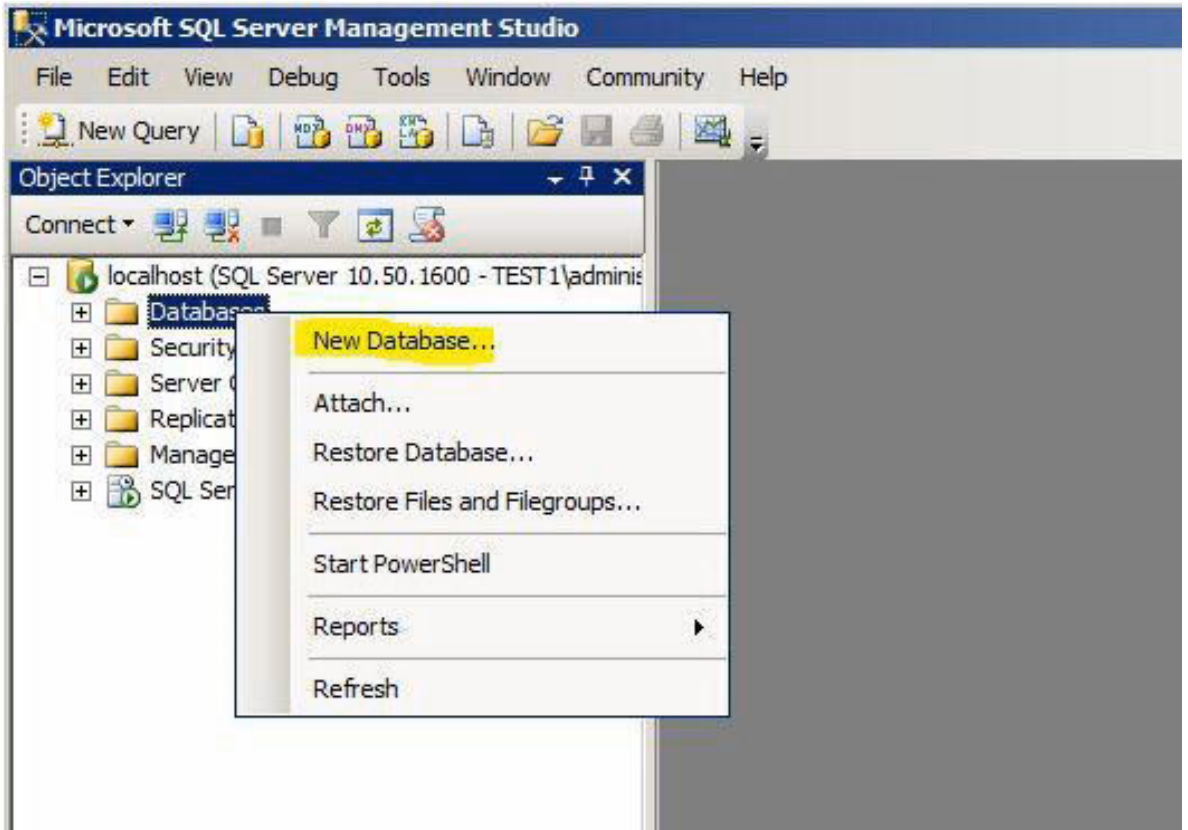 Microsoft SQL Server Management Studio
File Edit View Debug Tools Window Community Help
New Query
Object Explorer
Connect
localhost (SQL Server 10.50.1600 - TEST1\adminis
Databases
Security
Server
Replicat
Manage
SQL Ser
New Database...
Attach...
Restore Database...
Restore Files and Filegroups...
Start PowerShell
Reports
Refresh